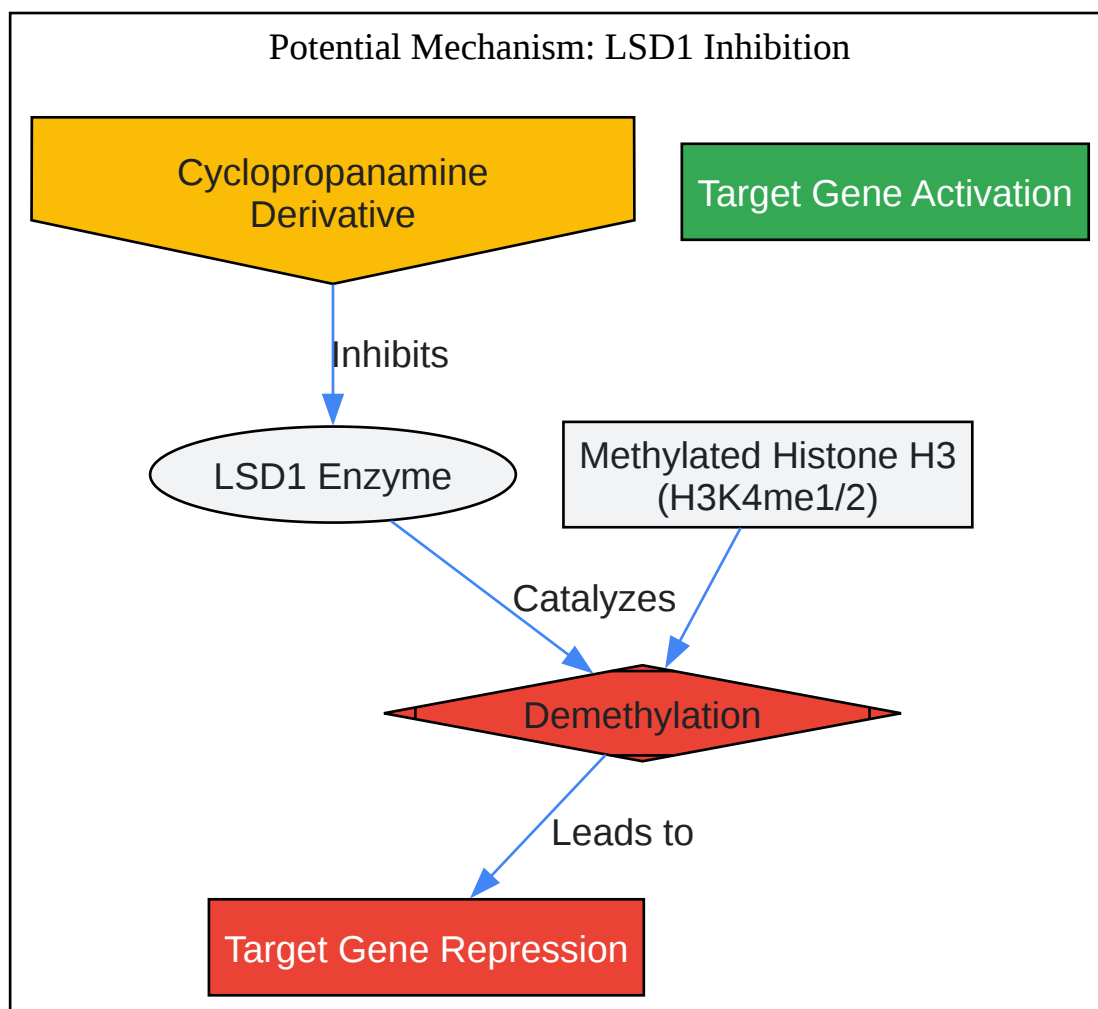 Potential Mechanism: LSD1 Inhibition
Cyclopropanamine
Derivative
Target Gene Activation
Inhibits
LSD1 Enzyme
Methylated Histone H3
(H3K4me1/2)
Catalyzes
Demethylation
Leads to
Target Gene Repression